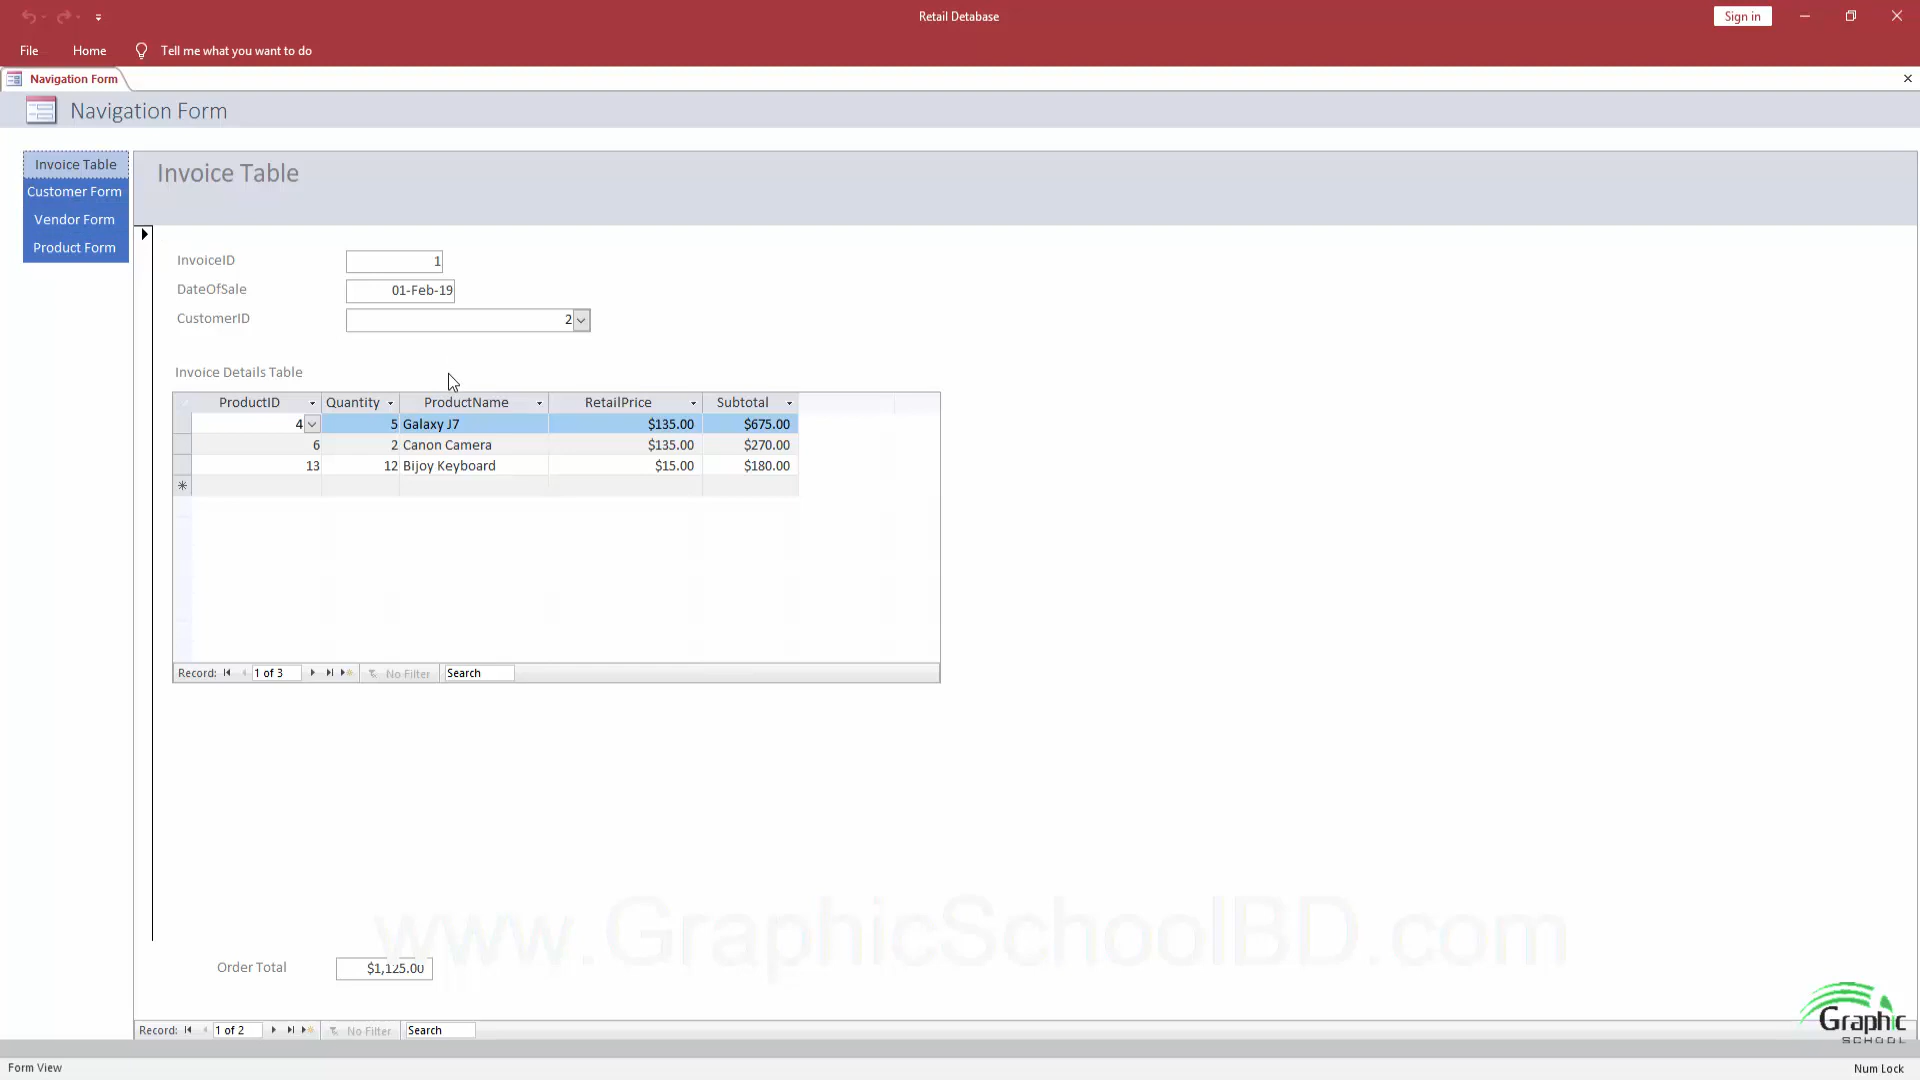 Retail Detabase
Sign in
File Home Tell me what you want to do
Navigation Form
Navigation Form
Invoice Table
Customer Form
Vendor Form
Product Form
Invoice Table
InvoiceID 1
DateOfSale 01-Feb-19
CustomerID 2
Invoice Details Table
ProductID Quantity ProductName RetailPrice Subtotal
4 5 Galaxy J7 $135.00 $675.00
6 2 Canon Camera $135.00 $270.00
13 12 Bijoy Keyboard $15.00 $180.00
Record: 1 of 3 No Filter Search
www.GraphicSchoolBD.com
Order Total $1,125.00
Graphic
SCHOOL
Record: 1 of 2 No Filter Search
Form View Num Lock